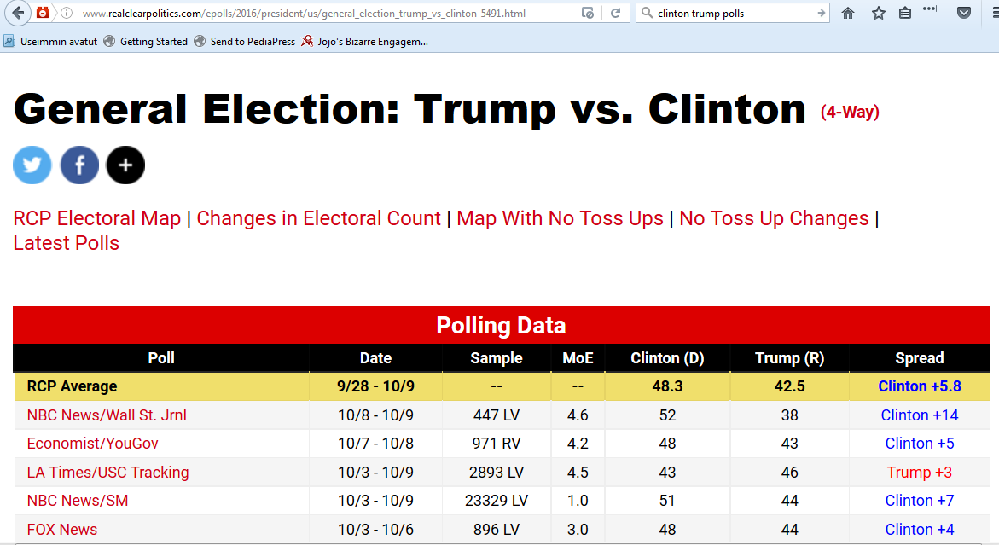 www.realclearpolitics.com/epolls/2016/president/us/general_election_trump_vs_clinton-5491.html
clinton trump polls
Useimmin avatut Getting Started Send to PediaPress Jojo's Bizarre Engagem...
General Election: Trump vs. Clinton (4-Way)
RCP Electoral Map | Changes in Electoral Count | Map With No Toss Ups | No Toss Up Changes |
Latest Polls
Polling Data
Poll Date Sample MoE Clinton (D) Trump (R) Spread
RCP Average 9/28 - 10/9 -- -- 48.3 42.5 Clinton +5.8
NBC News/Wall St. Jrnl 10/8 - 10/9 447 LV 4.6 52 38 Clinton +14
Economist/YouGov 10/7 - 10/8 971 RV 4.2 48 43 Clinton +5
LA Times/USC Tracking 10/3 - 10/9 2893 LV 4.5 43 46 Trump +3
NBC News/SM 10/3 - 10/9 23329 LV 1.0 51 44 Clinton +7
FOX News 10/3 - 10/6 896 LV 3.0 48 44 Clinton +4